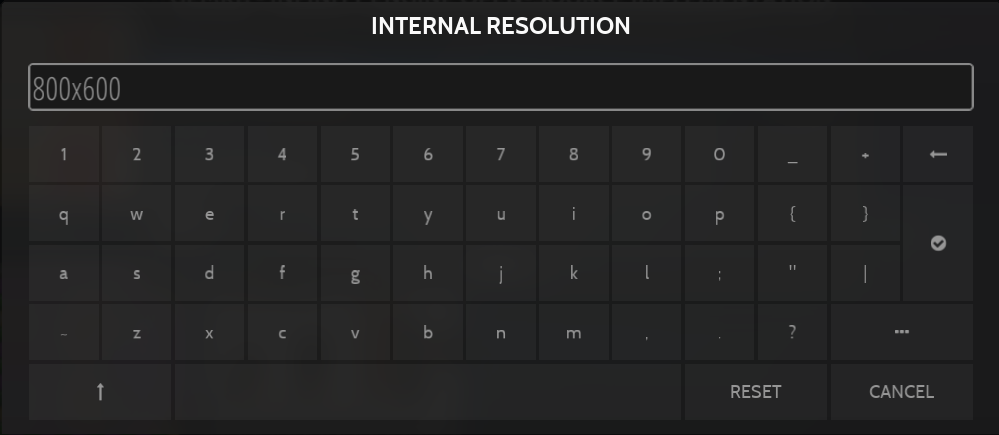 INTERNAL RESOLUTION
800x600
1 2 3 4 5 6 7 8 9 0 _ + ←
q w e r t y u i o p { }
a s d f g h j k l ; " |
~ z x c v b n m , . ? ...
↑ RESET CANCEL